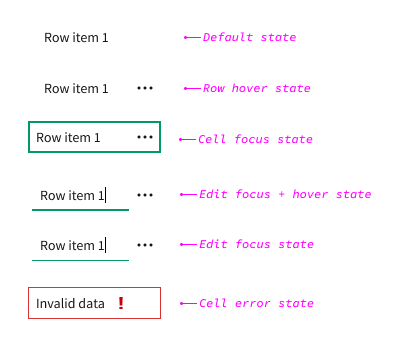 Row item 1 Default state
Row item 1 ••• Row hover state
Row item 1 ••• Cell focus state
Row item 1 ••• Edit focus + hover state
Row item 1 ••• Edit focus state
Invalid data ! Cell error state